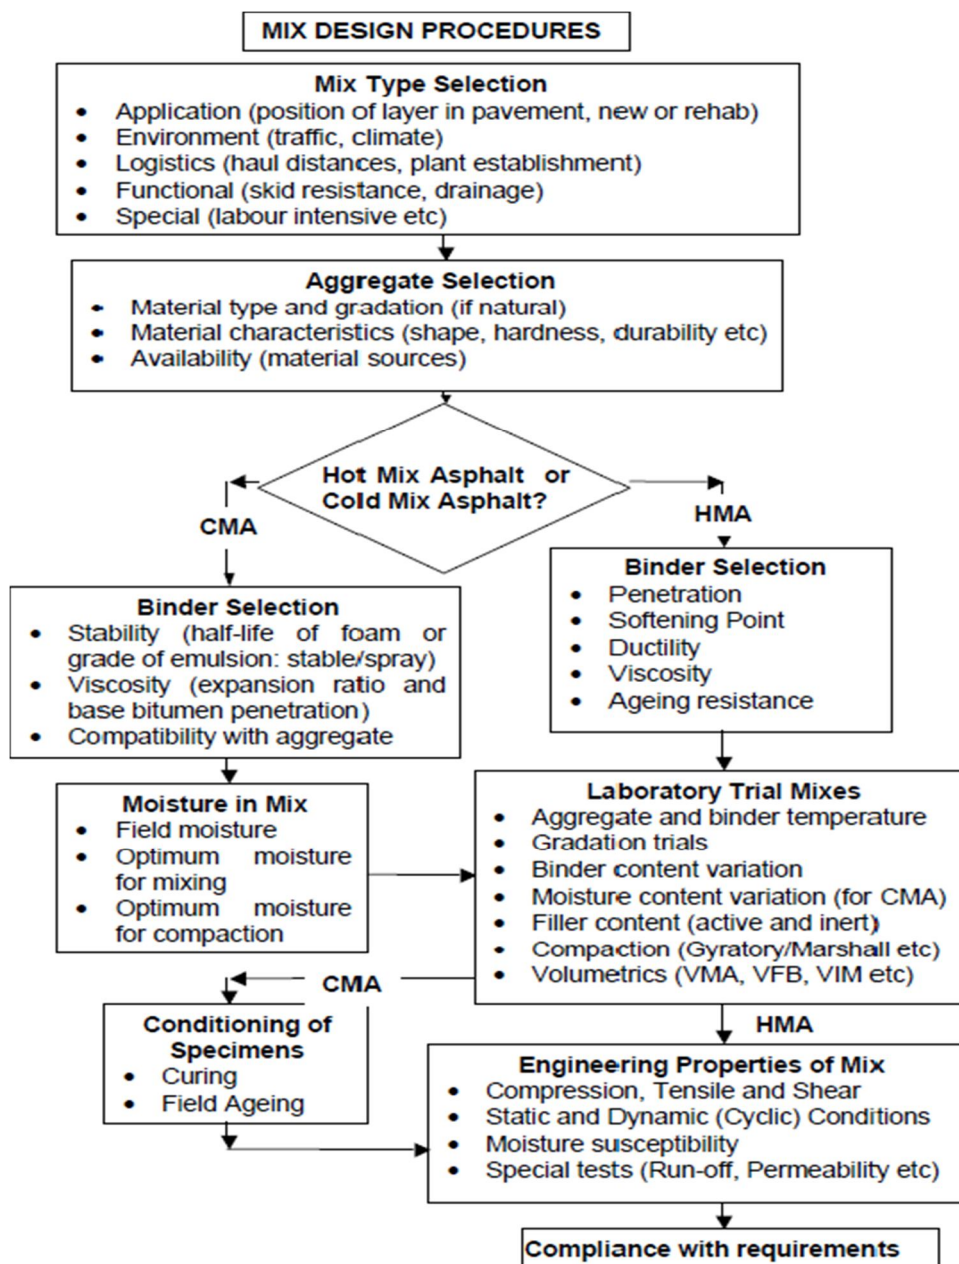 MIX DESIGN PROCEDURES
Mix Type Selection
• Application (position of layer in pavement, new or rehab)
• Environment (traffic, climate)
• Logistics (haul distances, plant establishment)
• Functional (skid resistance, drainage)
• Special (labour intensive etc)
Aggregate Selection
• Material type and gradation (if natural)
• Material characteristics (shape, hardness, durability etc)
• Availability (material sources)
Hot Mix Asphalt or
Cold Mix Asphalt?
CMA
HMA
Binder Selection
• Stability (half-life of foam or
grade of emulsion: stable/spray)
• Viscosity (expansion ratio and
base bitumen penetration)
• Compatibility with aggregate
Binder Selection
• Penetration
• Softening Point
• Ductility
• Viscosity
• Ageing resistance
Moisture in Mix
• Field moisture
• Optimum moisture
for mixing
• Optimum moisture
for compaction
Laboratory Trial Mixes
• Aggregate and binder temperature
• Gradation trials
• Binder content variation
• Moisture content variation (for CMA)
• Filler content (active and inert)
• Compaction (Gyratory/Marshall etc)
• Volumetrics (VMA, VFB, VIM etc)
CMA
HMA
Conditioning of
Specimens
• Curing
• Field Ageing
Engineering Properties of Mix
• Compression, Tensile and Shear
• Static and Dynamic (Cyclic) Conditions
• Moisture susceptibility
• Special tests (Run-off, Permeability etc)
Compliance with requirements